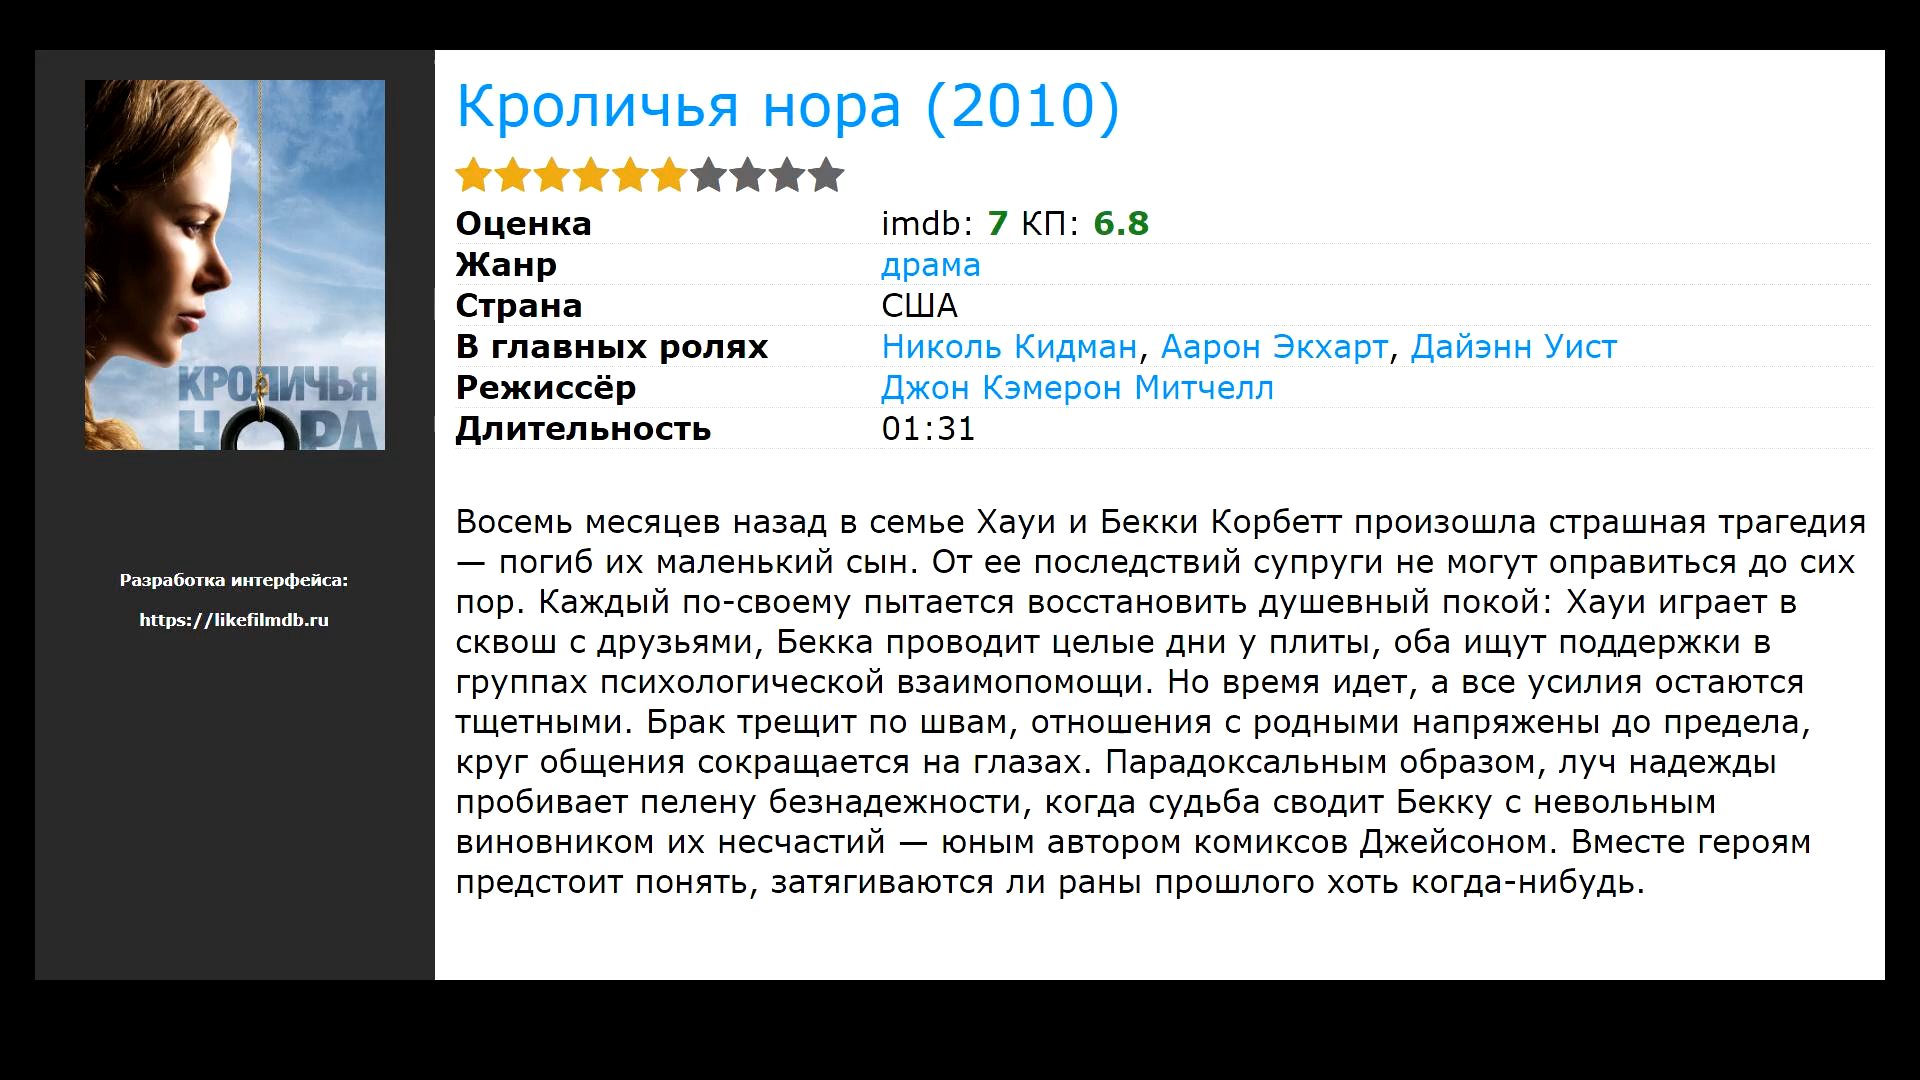 КРОЛИЧЬЯ
НОРА
Разработка интерфейса:
https://likefilmdb.ru
Кроличья нора (2010)
Оценка imdb: 7 КП: 6.8
Жанр драма
Страна США
В главных ролях Николь Кидман, Аарон Экхарт, Дайэнн Уист
Режиссёр Джон Кэмерон Митчелл
Длительность 01:31
Восемь месяцев назад в семье Хауи и Бекки Корбетт произошла страшная трагедия
— погиб их маленький сын. От ее последствий супруги не могут оправиться до сих
пор. Каждый по-своему пытается восстановить душевный покой: Хауи играет в
сквош с друзьями, Бекка проводит целые дни у плиты, оба ищут поддержки в
группах психологической взаимопомощи. Но время идет, а все усилия остаются
тщетными. Брак трещит по швам, отношения с родными напряжены до предела,
круг общения сокращается на глазах. Парадоксальным образом, луч надежды
пробивает пелену безнадежности, когда судьба сводит Бекку с невольным
виновником их несчастий — юным автором комиксов Джейсоном. Вместе героям
предстоит понять, затягиваются ли раны прошлого хоть когда-нибудь.